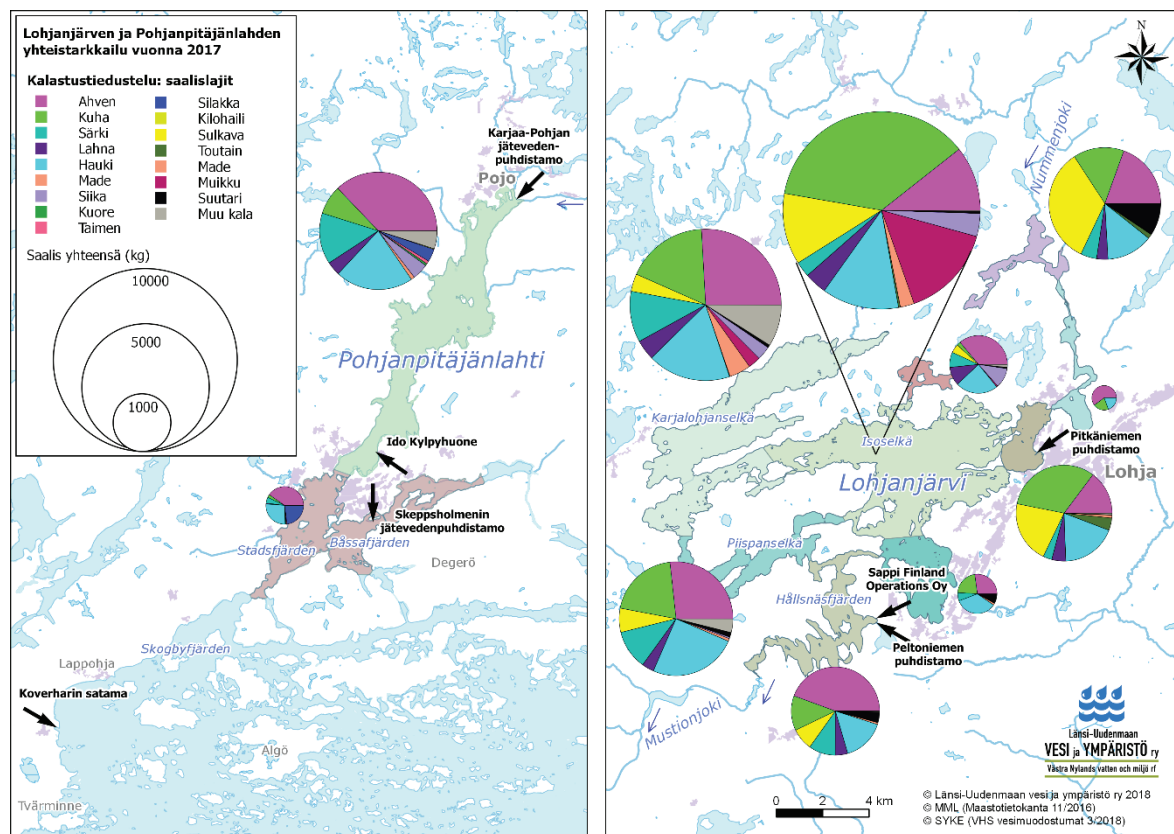 Lohjanjärven ja Pohjanpitäjänlahden
yhteistarkkailu vuonna 2017
Kalastustiedustelu: saalislajit
Ahven
Kuha
Särki
Lahna
Hauki
Made
Siika
Kuore
Taimen
Silakka
Kilohaili
Sulkava
Toutain
Made
Muikku
Suutari
Muu kala
Saalis yhteensä (kg)
10000
5000
1000
Karjaa-Pohjan
jäteveden-
puhdistamo
Pojo
Pohjanpitäjänlahti
Ido Kylpyhuone
Skeppsholmenin
jätevedenpuhdistamo
Stadsfjärden
Båssafjärden
Degerö
Skogbyfjärden
Lappohja
Koverharin satama
Algö
Tvärminne
N
Nummenjoki
Karjalohjanselkä
Isoselkä
Pitkäniemen
puhdistamo
Lohja
Lohjanjärvi
Piispanselkä
Sappi Finland
Operations Oy
Hållsnäsfjärden
Peltoniemen
puhdistamo
Mustionjoki
0 2 4 km
Länsi-Uudenmaan
VESI ja YMPÄRISTÖ ry
Västra Nylands vatten och miljö rf
© Länsi-Uudenmaan vesi ja ympäristö ry 2018
© MML (Maastotietokanta 11/2016)
© SYKE (VHS vesimuodostumat 3/2018)